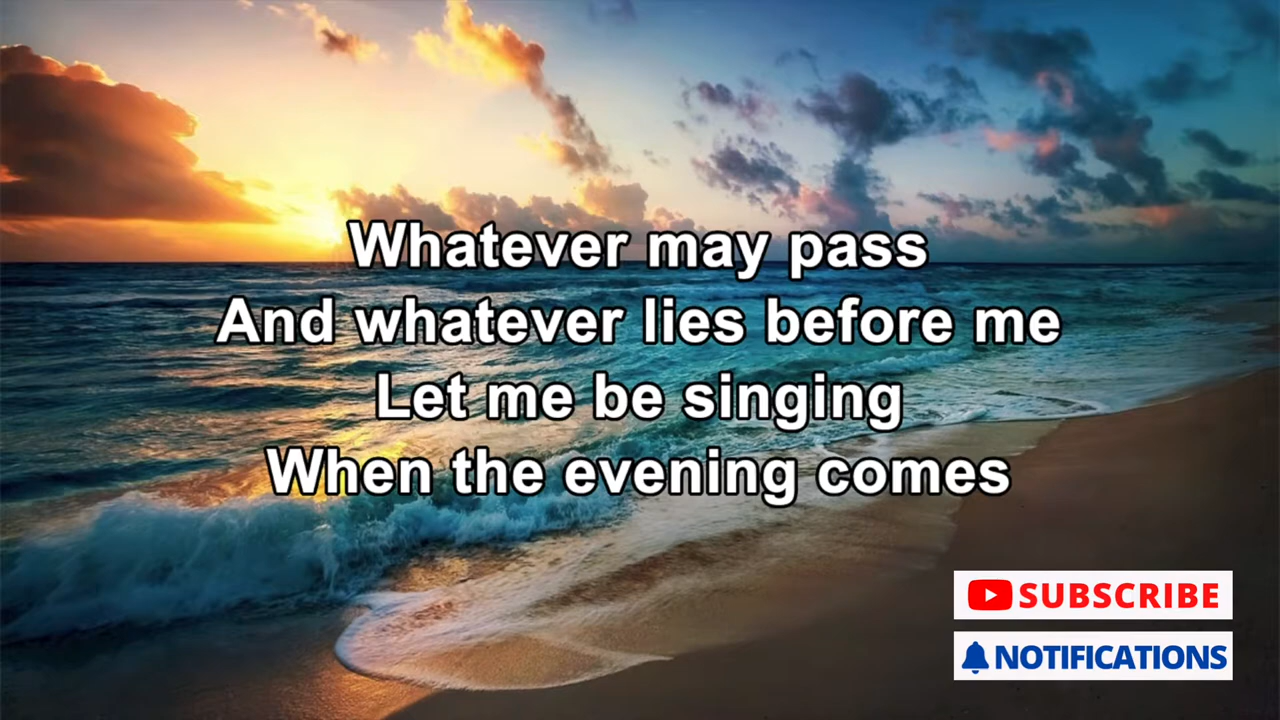 Whatever may pass
And whatever lies before me
Let me be singing
When the evening comes
SUBSCRIBE
NOTIFICATIONS